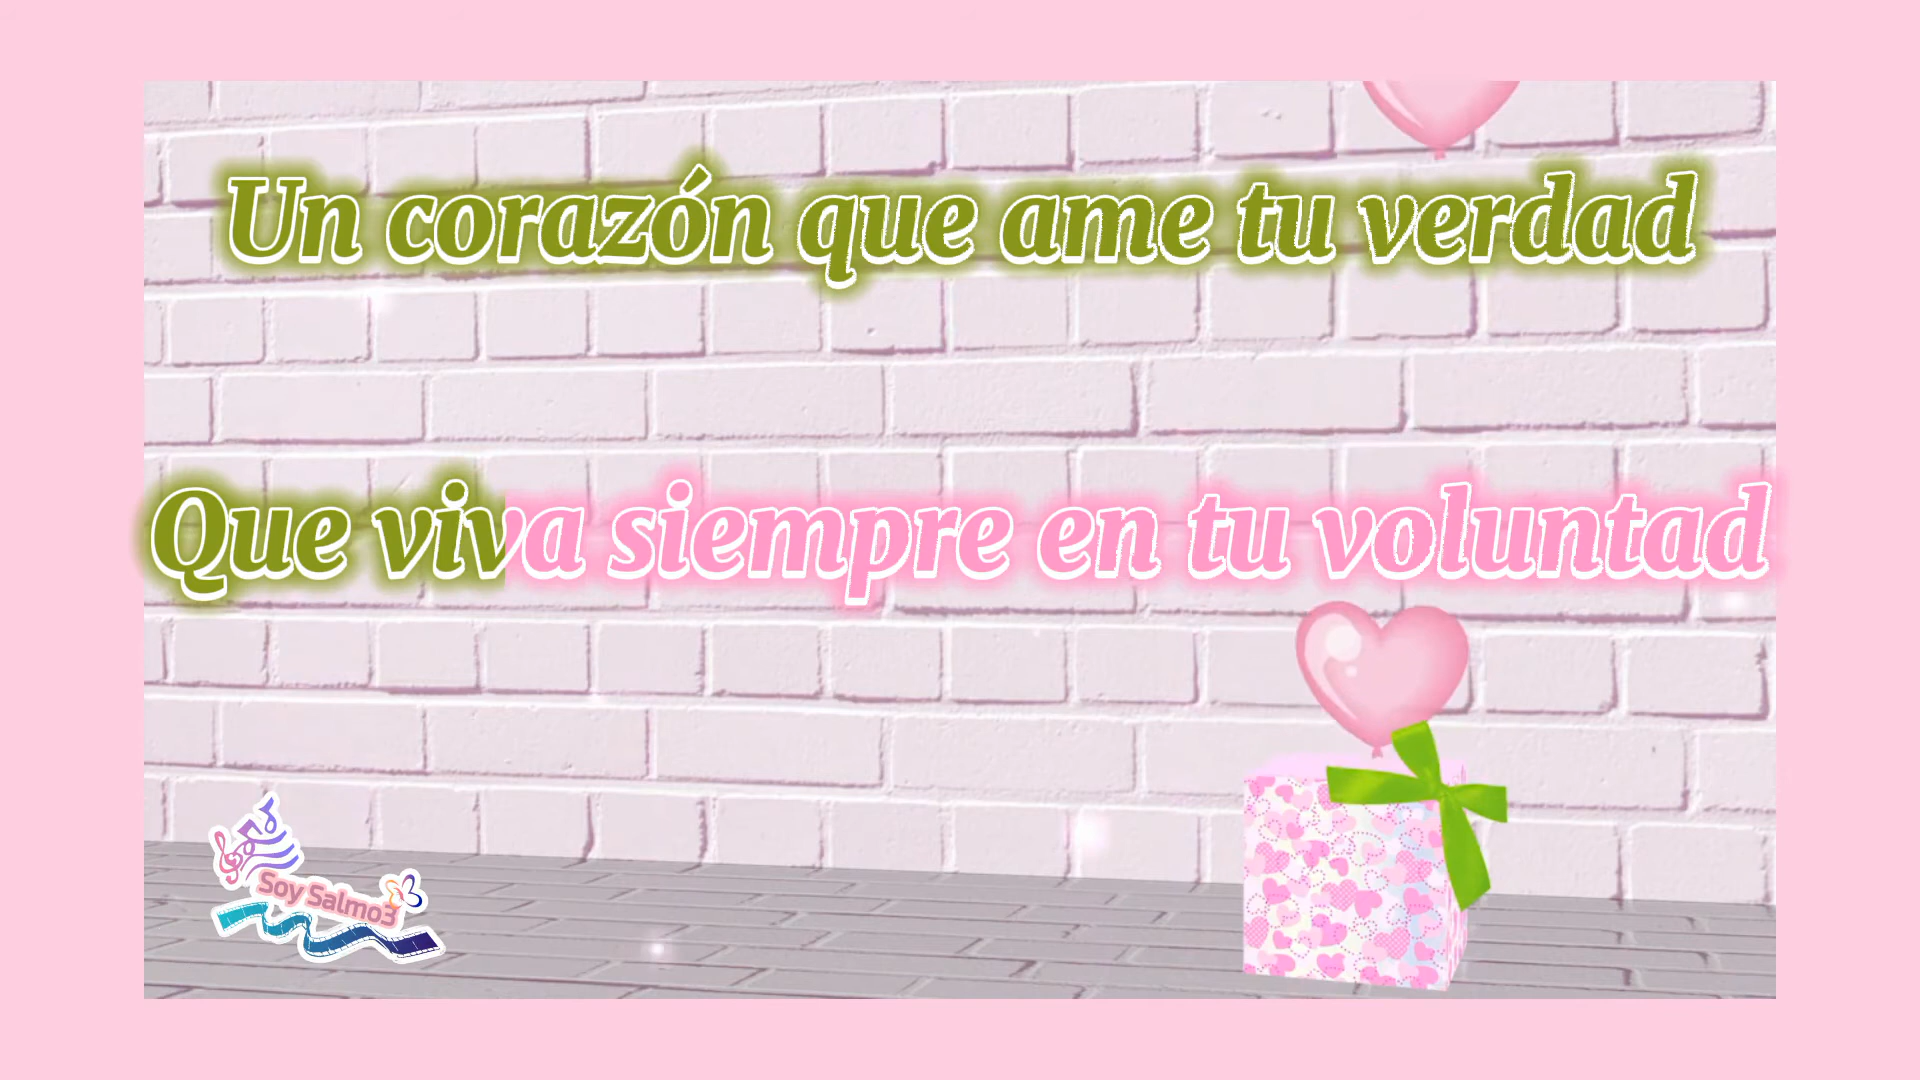 Un corazón que ame tu verdad
Que viva siempre en tu voluntad
Soy Salmo3